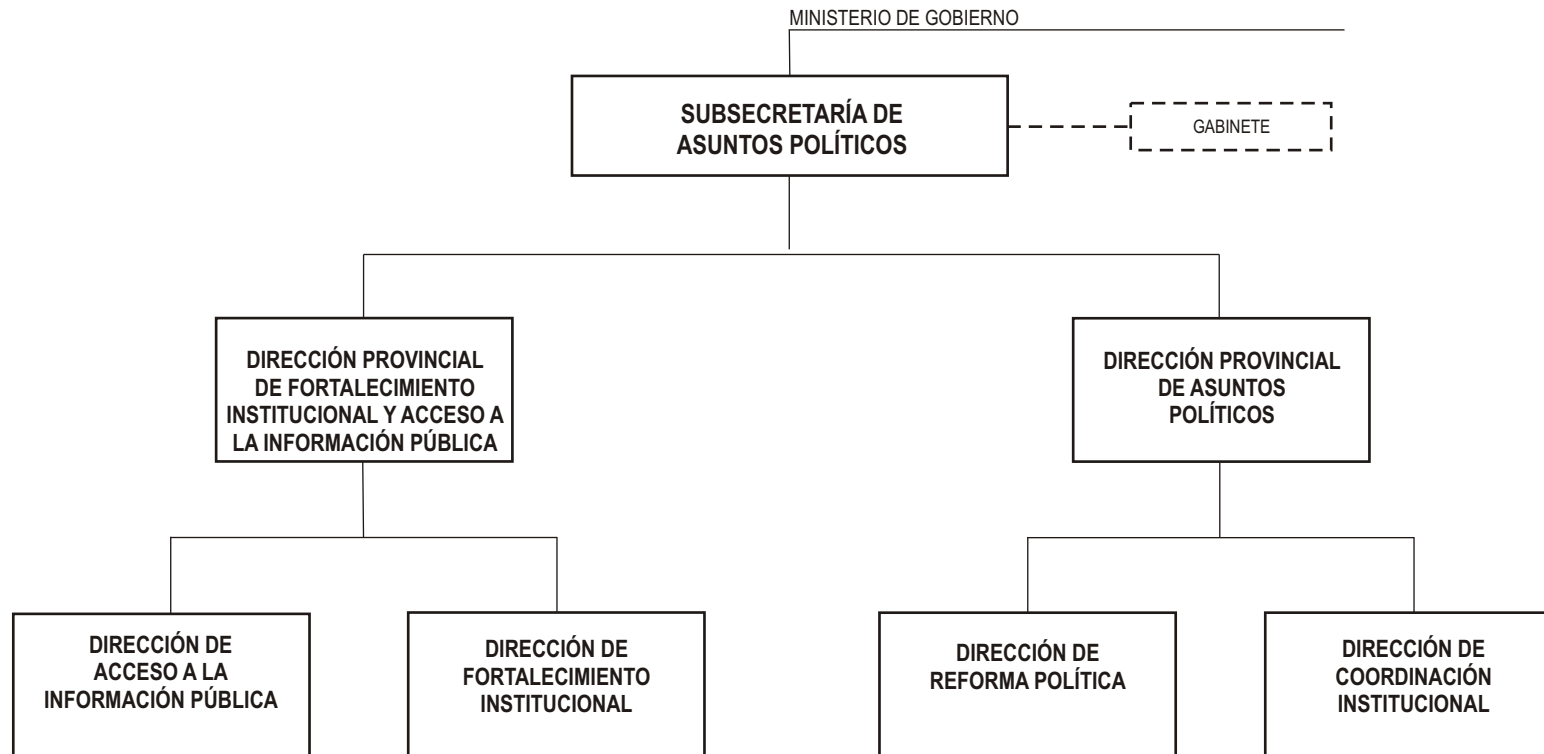 MINISTERIO DE GOBIERNO
SUBSECRETARÍA DE
ASUNTOS POLÍTICOS
GABINETE
DIRECCIÓN PROVINCIAL
DE FORTALECIMIENTO
INSTITUCIONAL Y ACCESO A
LA INFORMACIÓN PÚBLICA
DIRECCIÓN PROVINCIAL
DE ASUNTOS
POLÍTICOS
DIRECCIÓN DE
ACCESO A LA
INFORMACIÓN PÚBLICA
DIRECCIÓN DE
FORTALECIMIENTO
INSTITUCIONAL
DIRECCIÓN DE
REFORMA POLÍTICA
DIRECCIÓN DE
COORDINACIÓN
INSTITUCIONAL